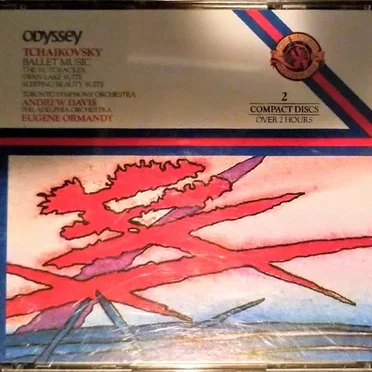 ODYSSEY
TCHAIKOVSKY
BALLET MUSIC
THE NUTCRACKER
SWAN LAKE SUITE
SLEEPING BEAUTY SUITE
TORONTO SYMPHONY ORCHESTRA
ANDREW DAVIS
PHILADELPHIA ORCHESTRA
EUGENE ORMANDY
2
COMPACT DISCS
OVER 2 HOURS